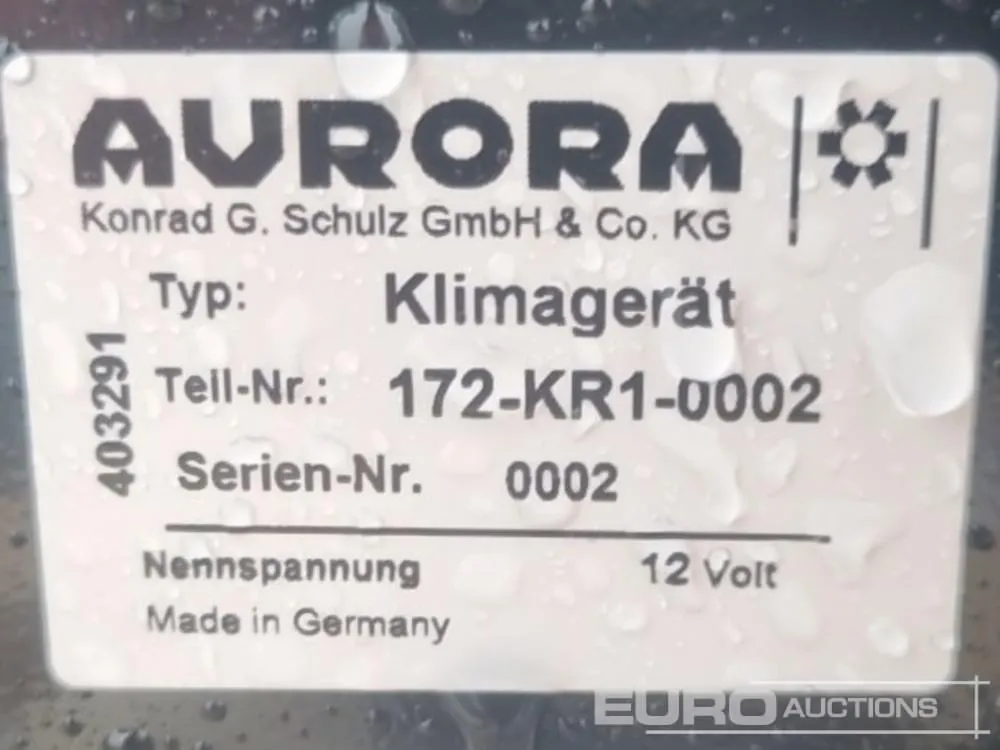 AURORA
Konrad G. Schulz GmbH & Co. KG
Typ: Klimagerät
403291
Teil-Nr.: 172-KR1-0002
Serien-Nr. 0002
Nennspannung 12 Volt
Made in Germany
EURO AUCTIONS